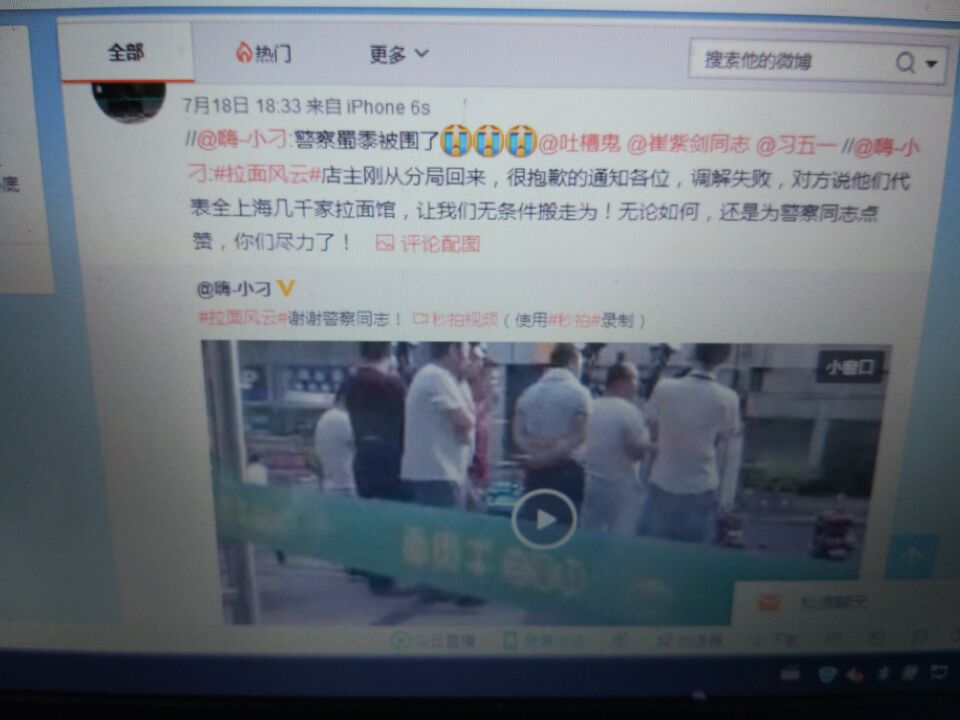 全部
热门
更多
搜索他的微博
7月18日 18:33 来自 iPhone 6s
//@嗨-小刁:警察蜀黍被围了😭😭😭@吐槽鬼 @崔紫剑同志 @习五一 //@嗨-小
刁:#拉面风云#店主刚从分局回来，很抱歉的通知各位，调解失败，对方说他们代
表全上海几千家拉面馆，让我们无条件搬走为！无论如何，还是为警察同志点
赞，你们尽力了！ 评论配图
底
@嗨-小刁
#拉面风云#谢谢警察同志！ 秒拍视频（使用#秒拍#录制）
小窗口
私信聊天
今日直播
下载